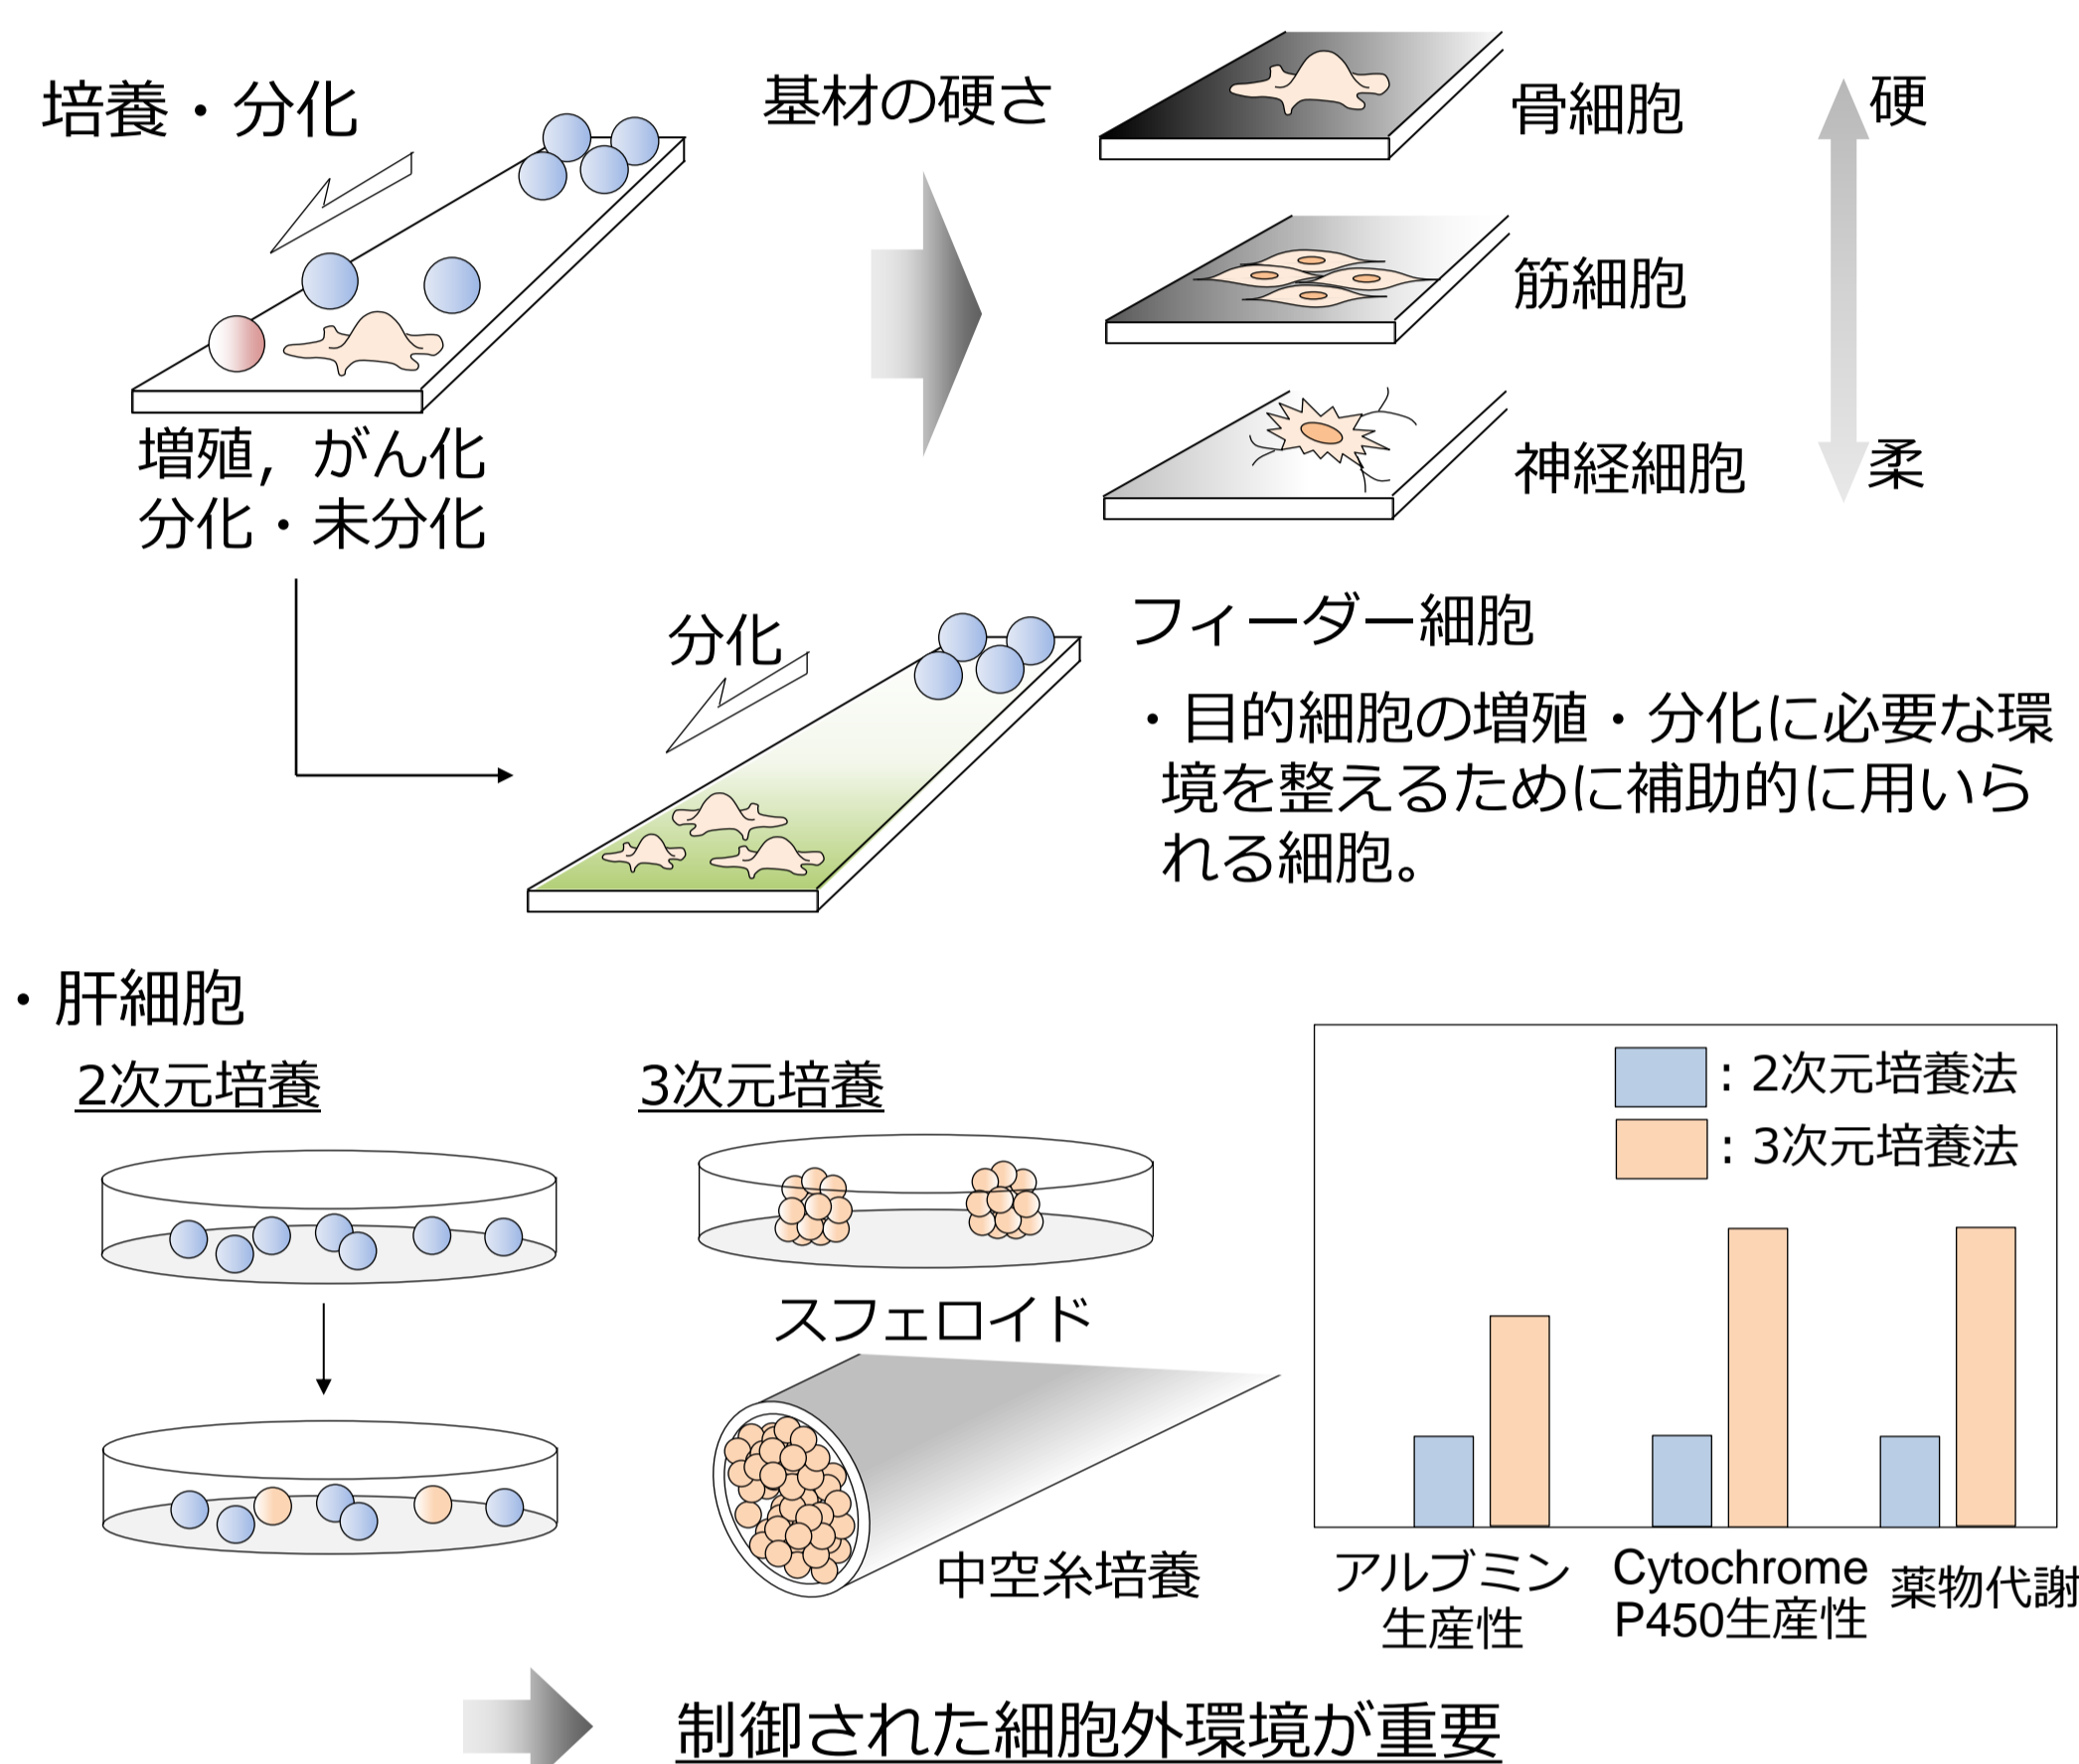 培養・分化
基材の硬さ
骨細胞
硬
筋細胞
神経細胞
柔
増殖，がん化
分化・未分化
分化
フィーダー細胞
・目的細胞の増殖・分化に必要な環
境を整えるために補助的に用いら
れる細胞。
・肝細胞
2次元培養
3次元培養
スフェロイド
中空糸培養
：2次元培養法
：3次元培養法
アルブミン
生産性
Cytochrome
P450生産性
薬物代謝
制御された細胞外環境が重要